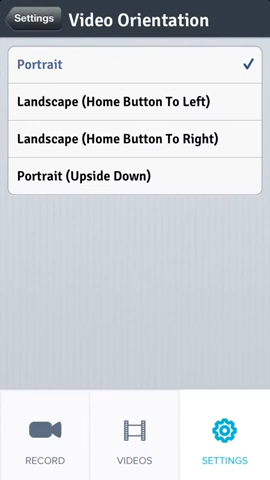 Settings
Video Orientation
Portrait
Landscape (Home Button To Left)
Landscape (Home Button To Right)
Portrait (Upside Down)
RECORD
VIDEOS
SETTINGS